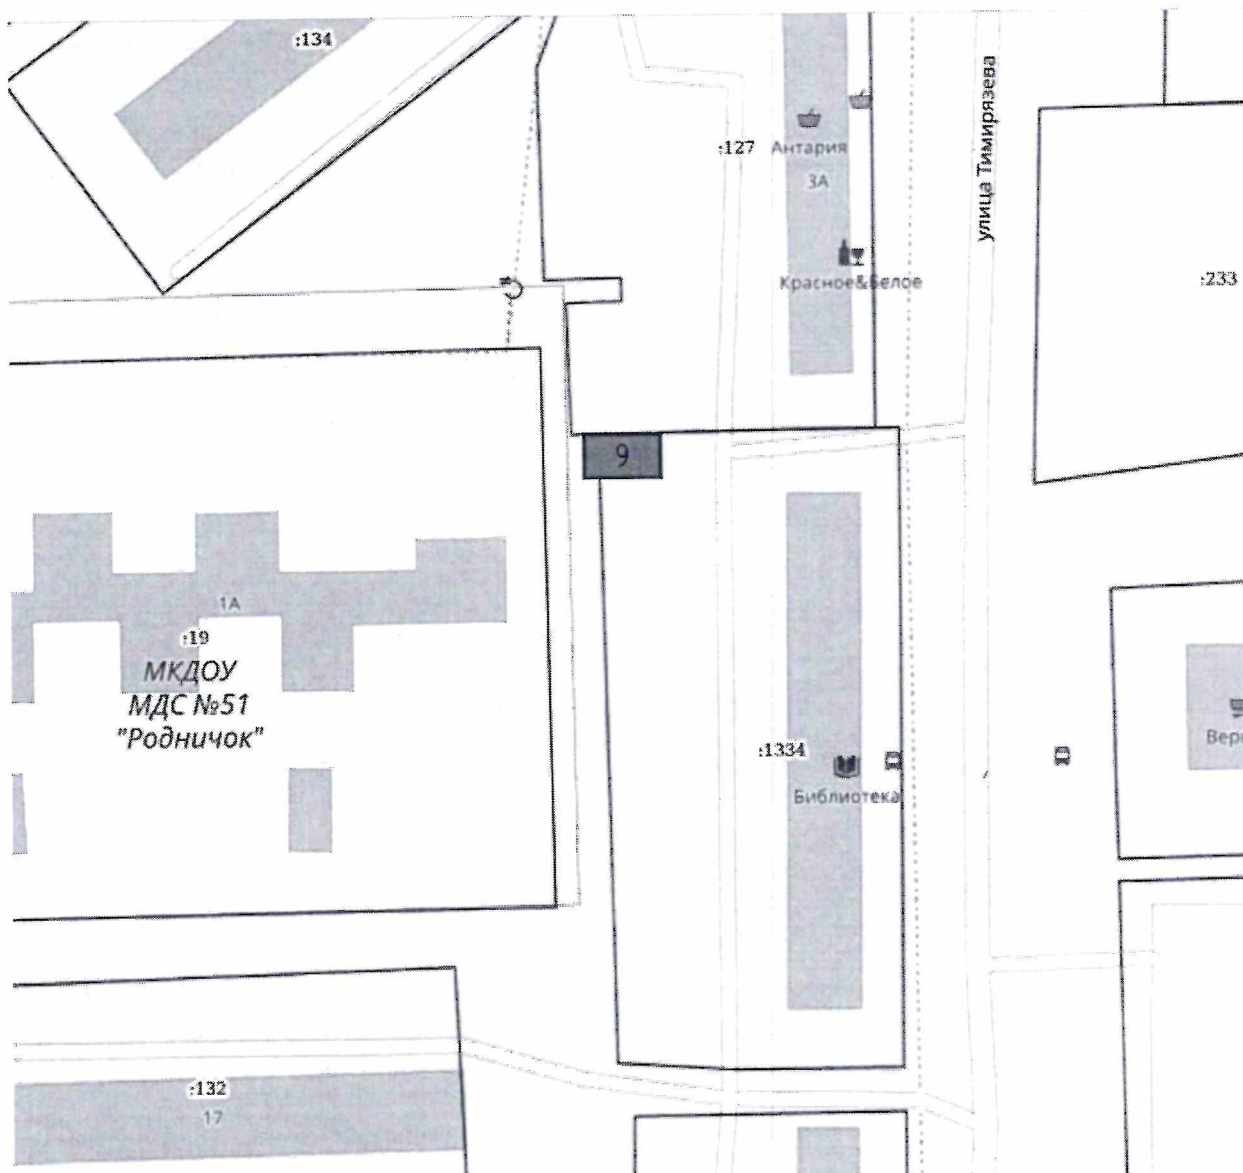 :134
:127
Антария
3А
улица Тимирязева
Красное&Белое
:233
9
1А
:19
МКДОУ
МДС №51
"Родничок"
:1334
Библиотека
:132
17